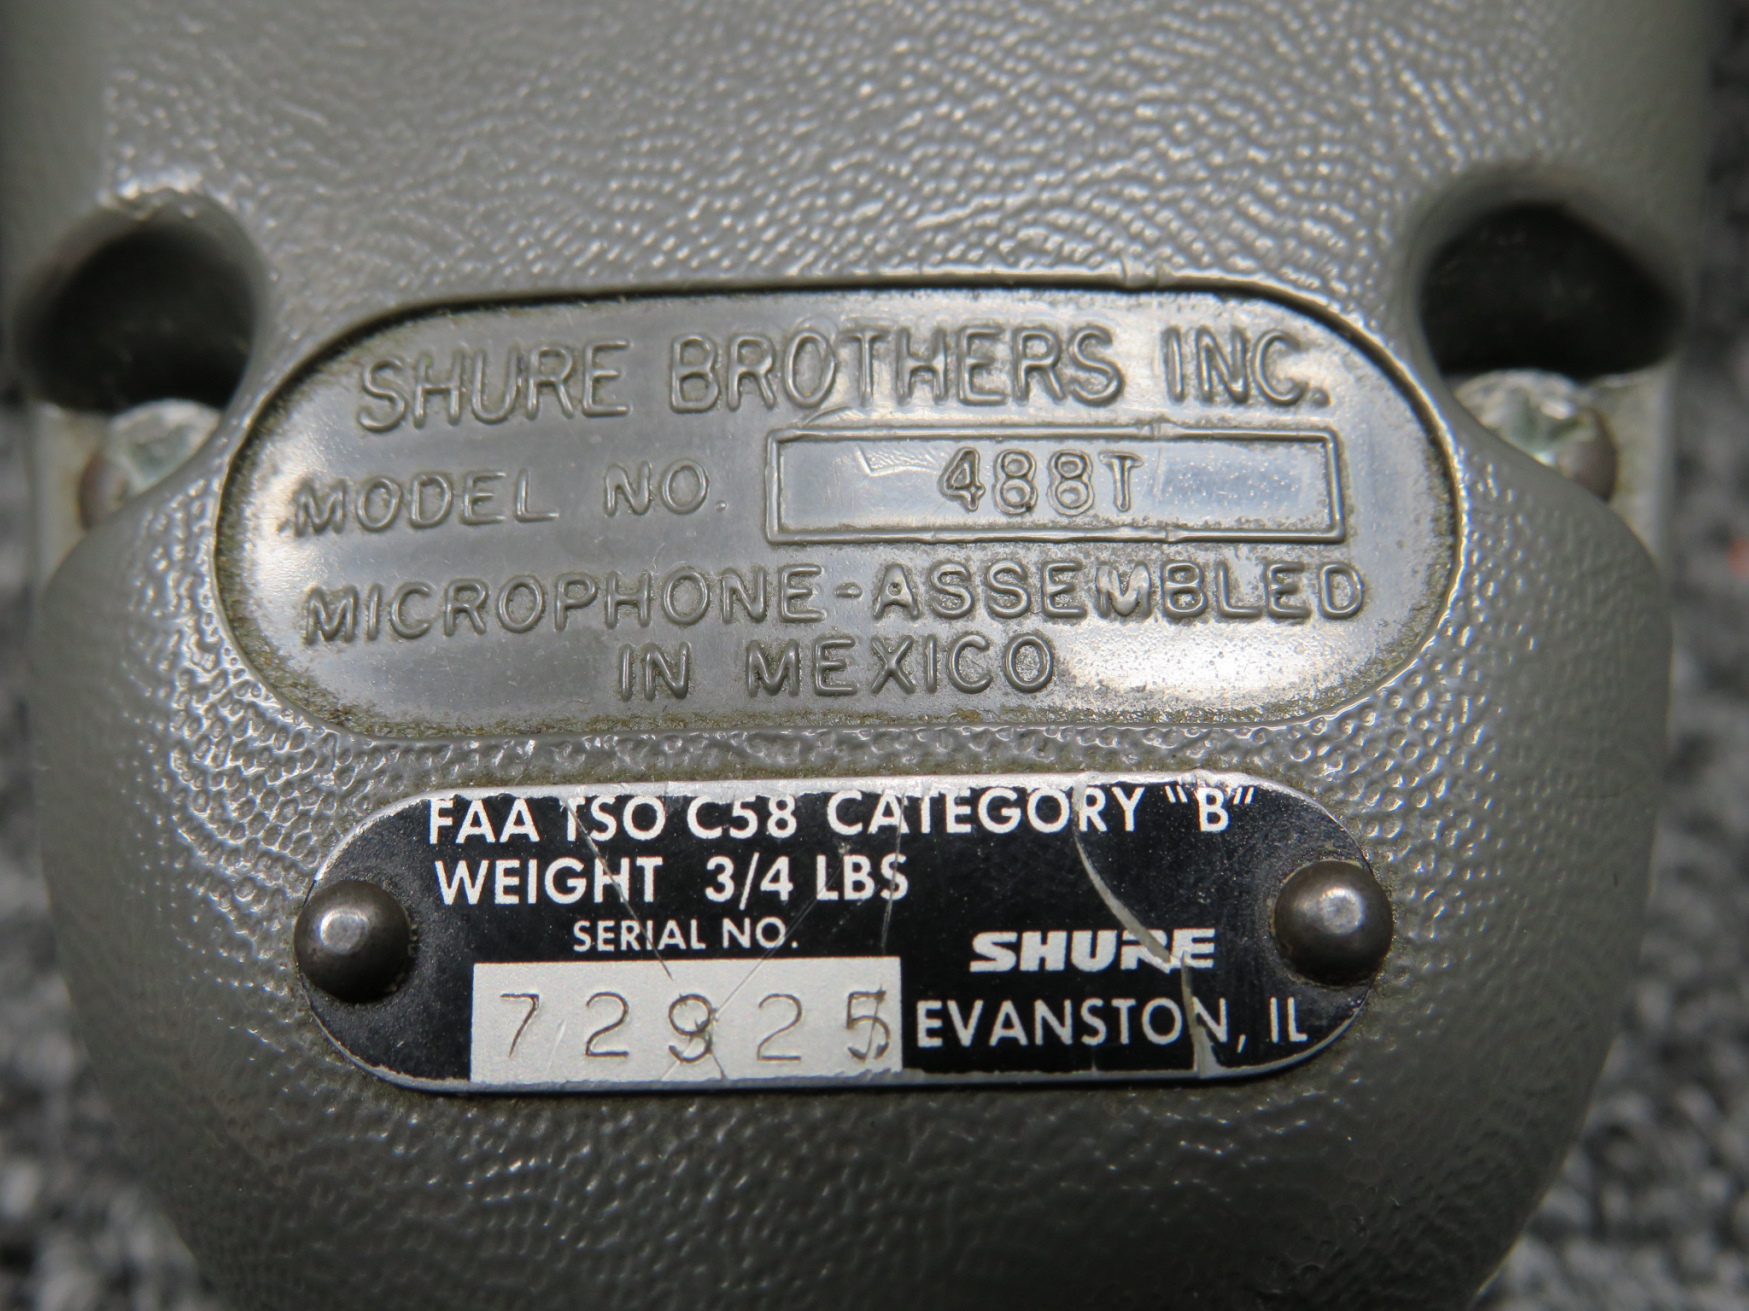 SHURE BROTHERS INC.
MODEL NO. 488T
MICROPHONE-ASSEMBLED
IN MEXICO
FAA TSO C58 CATEGORY "B"
WEIGHT 3/4 LBS
SERIAL NO.
72925
SHURE
EVANSTON, IL